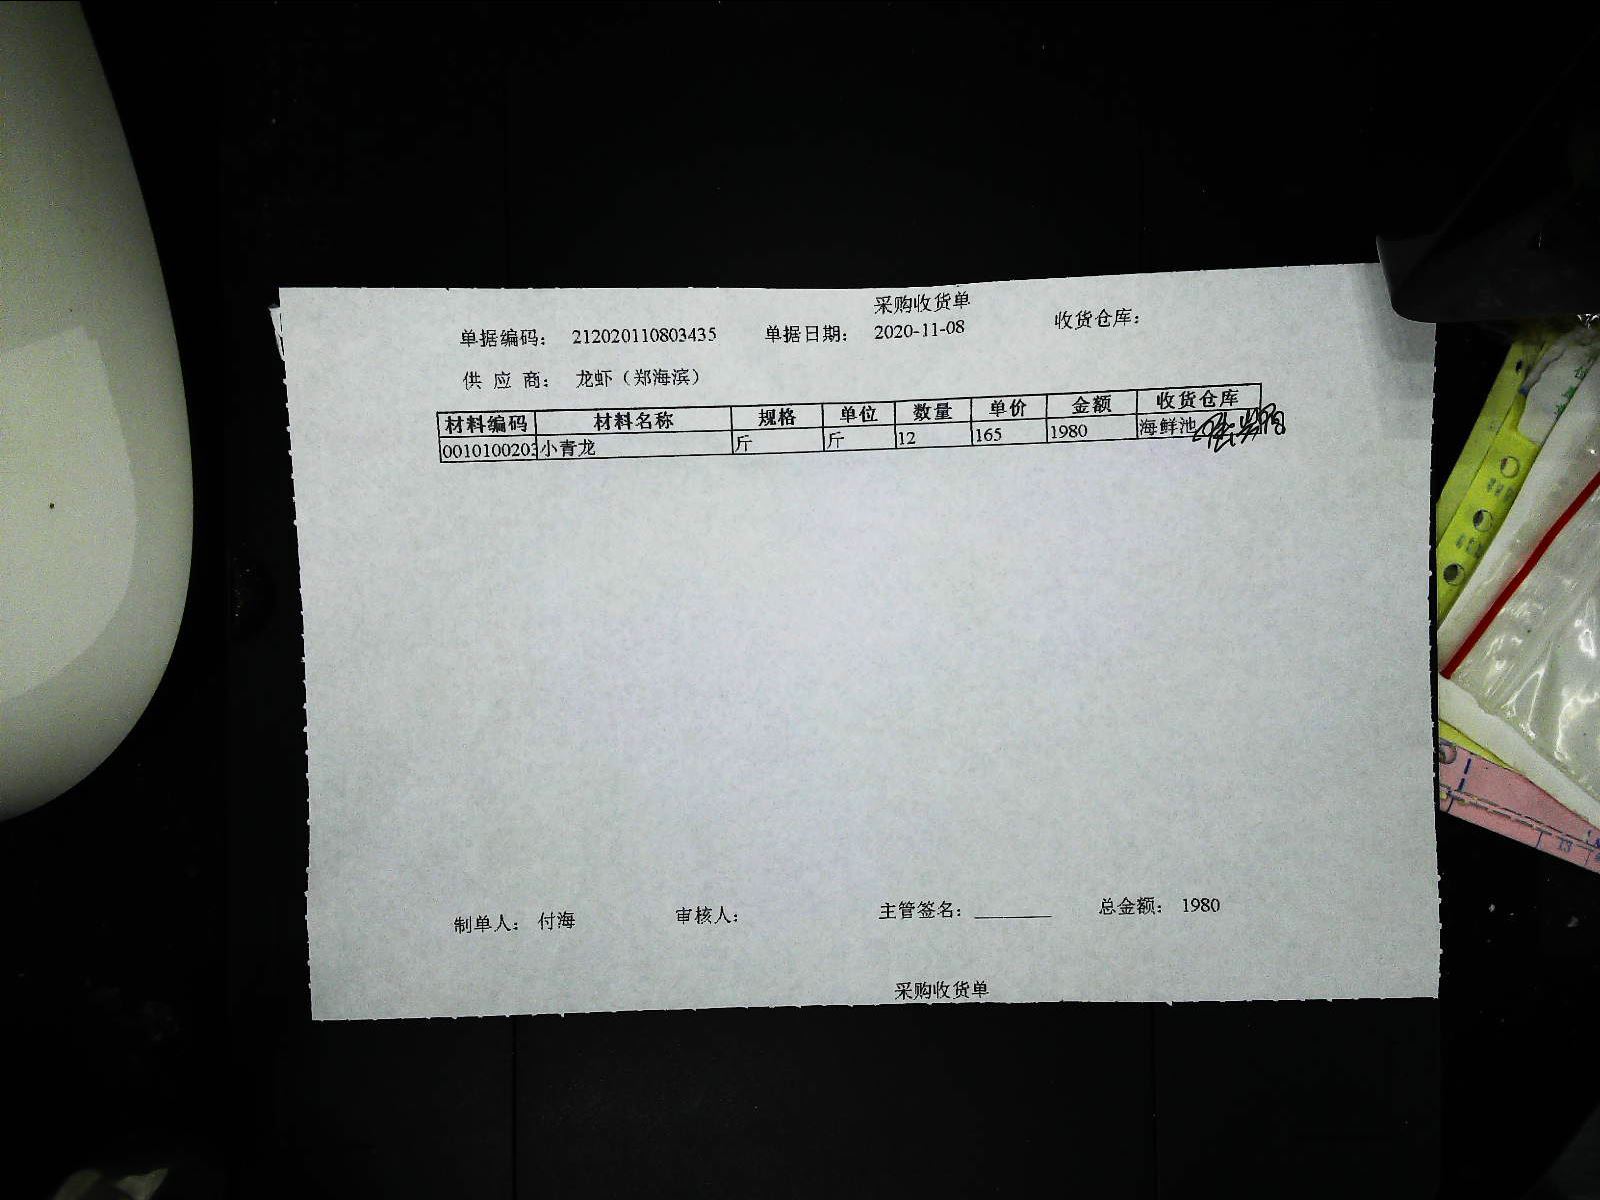 采购收货单
单据编码： 212020110803435 单据日期： 2020-11-08 收货仓库：
供 应 商： 龙虾（郑海滨）
材料编码 材料名称 规格 单位 数量 单价 金额 收货仓库
0010100203 小青龙 斤 斤 12 165 1980 海鲜池
制单人： 付海 审核人： 主管签名：________ 总金额： 1980
采购收货单